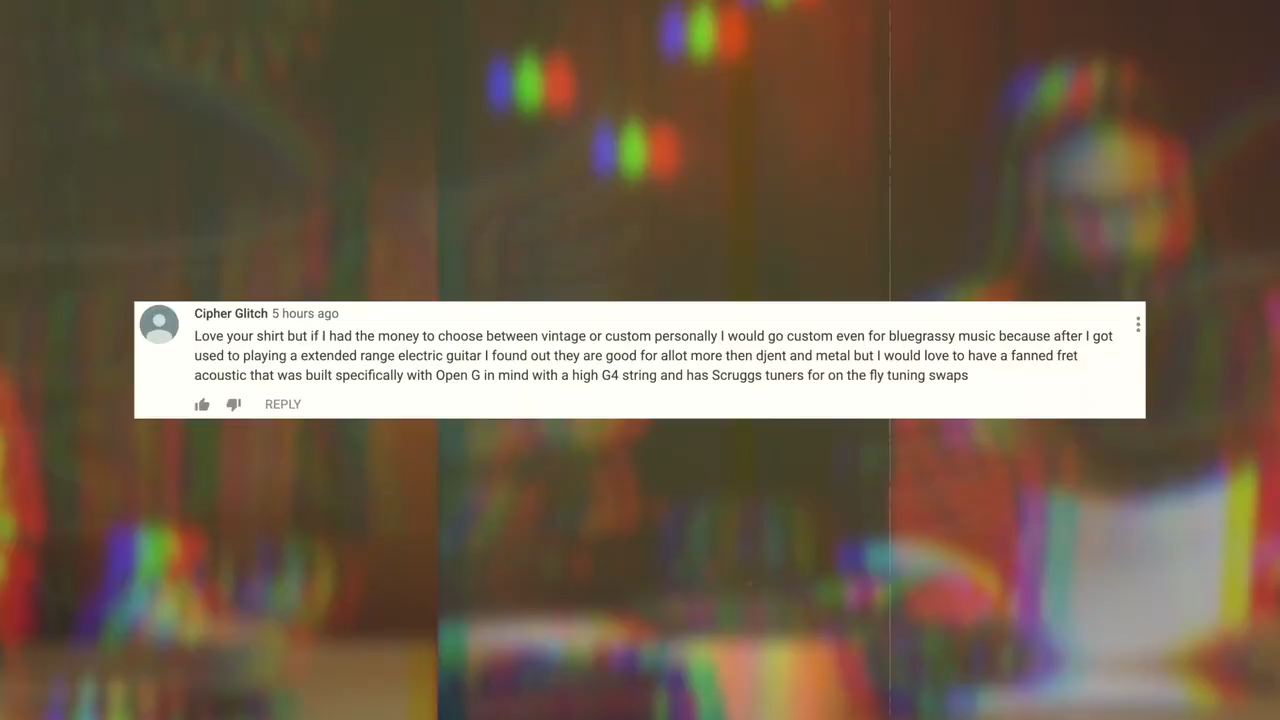 Cipher Glitch 5 hours ago
Love your shirt but if I had the money to choose between vintage or custom personally I would go custom even for bluegrassy music because after I got
used to playing a extended range electric guitar I found out they are good for allot more then djent and metal but I would love to have a fanned fret
acoustic that was built specifically with Open G in mind with a high G4 string and has Scruggs tuners for on the fly tuning swaps
REPLY